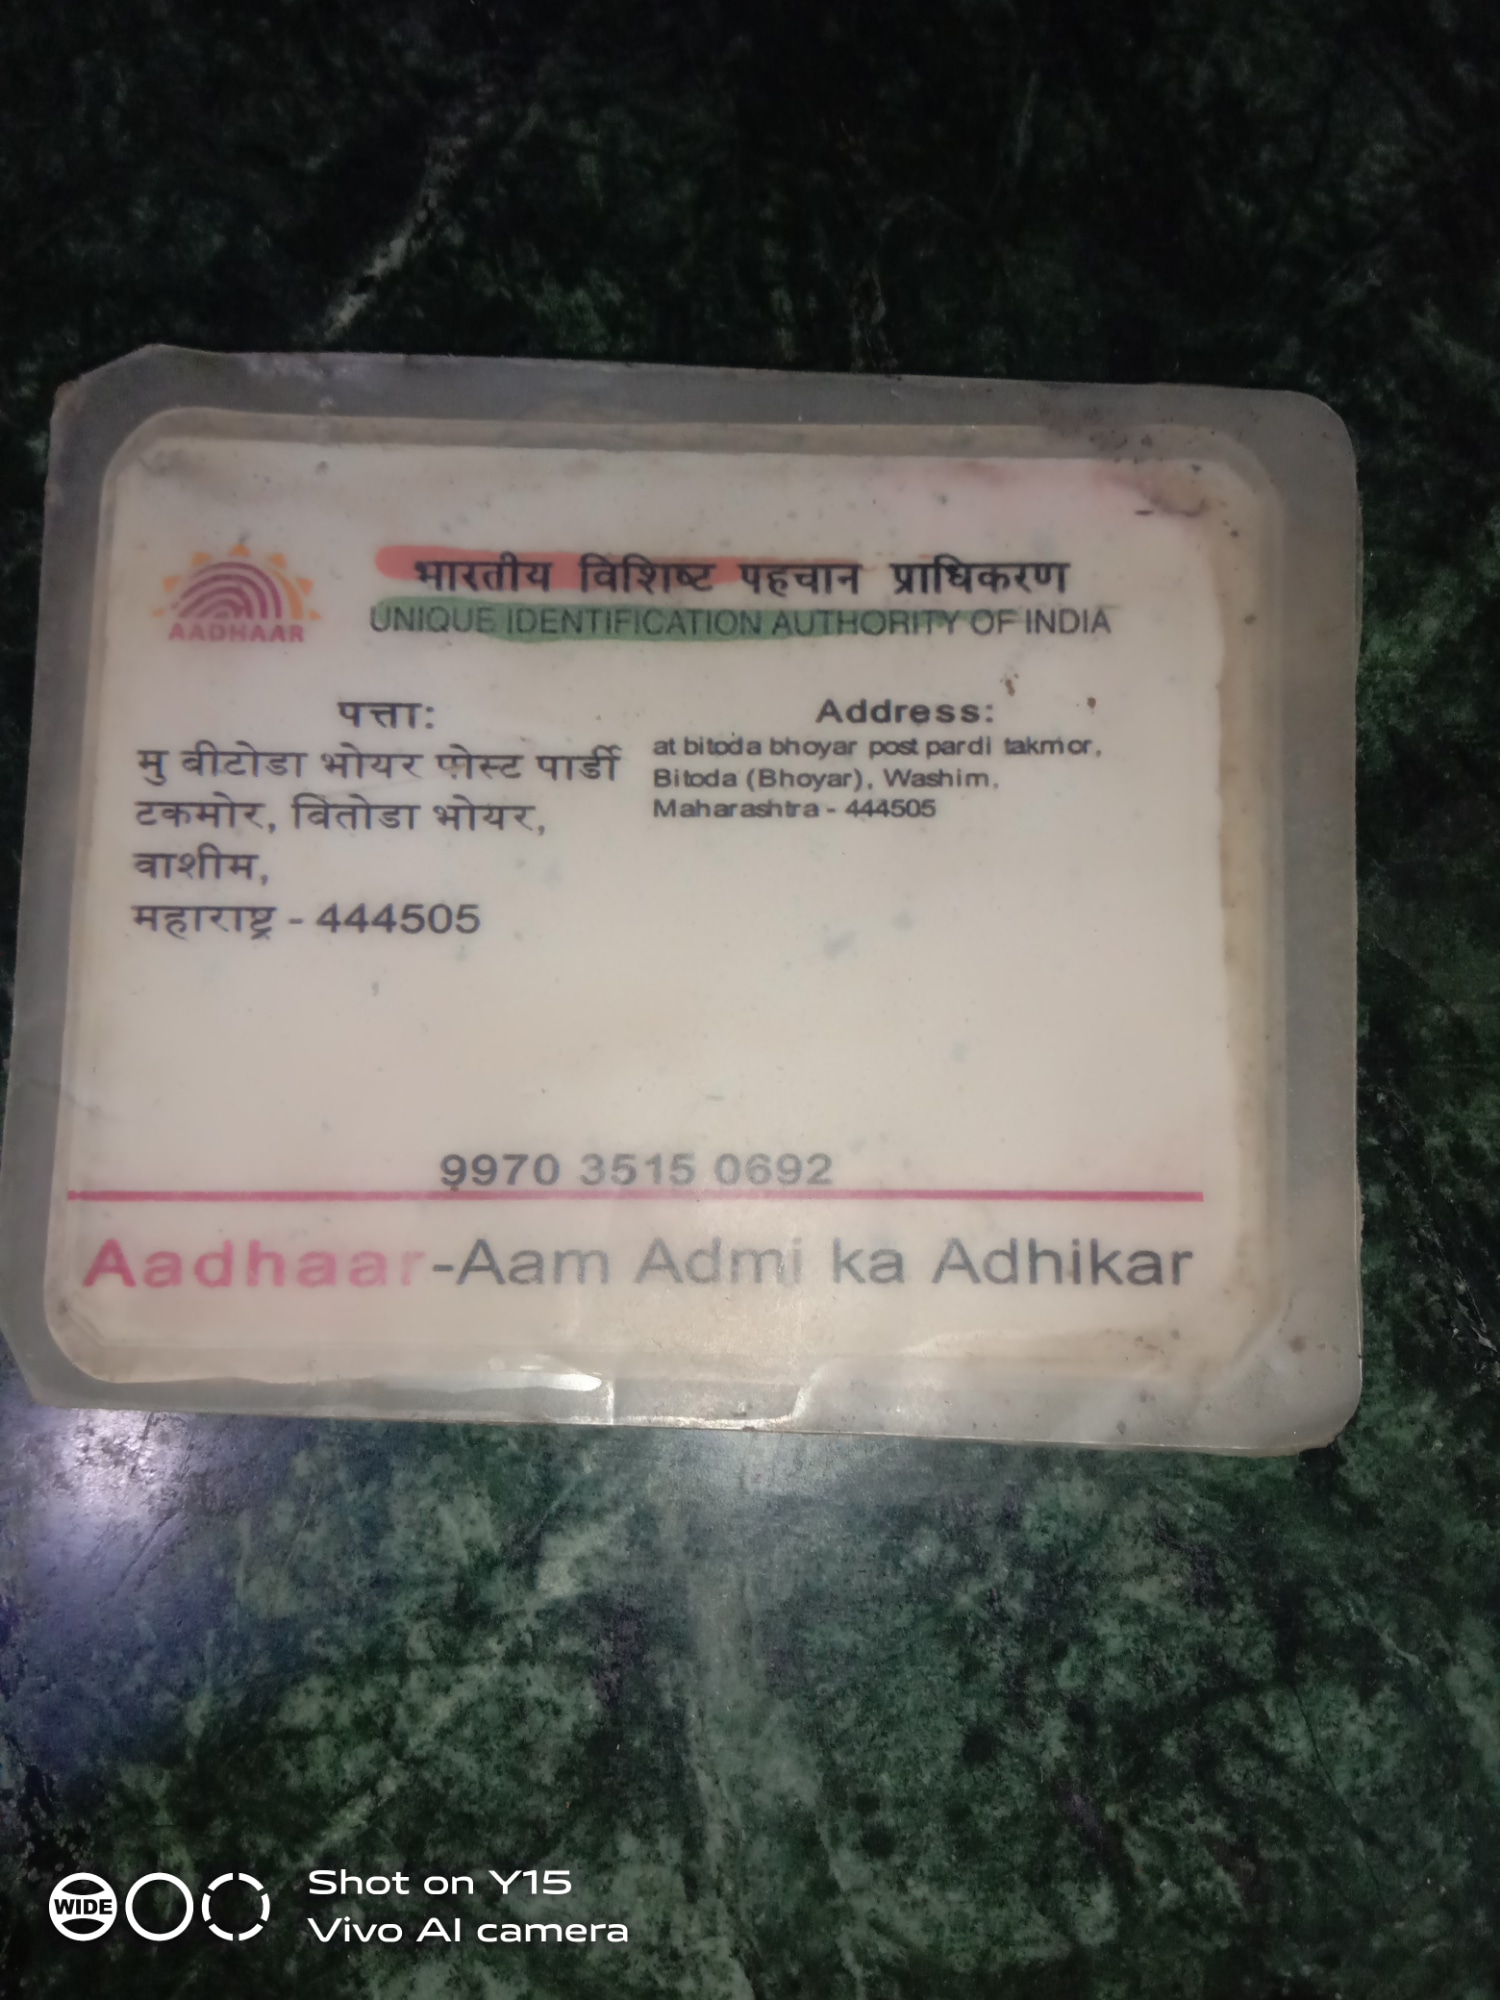 भारतीय विशिष्ट पहचान प्राधिकरण
UNIQUE IDENTIFICATION AUTHORITY OF INDIA
AADHAAR
पत्ता:
मु बीटोडा भोयर पोस्ट पार्डी
टकमोर, बितोडा भोयर,
वाशीम,
महाराष्ट्र - 444505
Address:
at bitoda bhoyar post pardi takmor,
Bitoda (Bhoyar), Washim,
Maharashtra - 444505
9970 3515 0692
Aadhaar-Aam Admi ka Adhikar
WIDE
Shot on Y15
Vivo AI camera